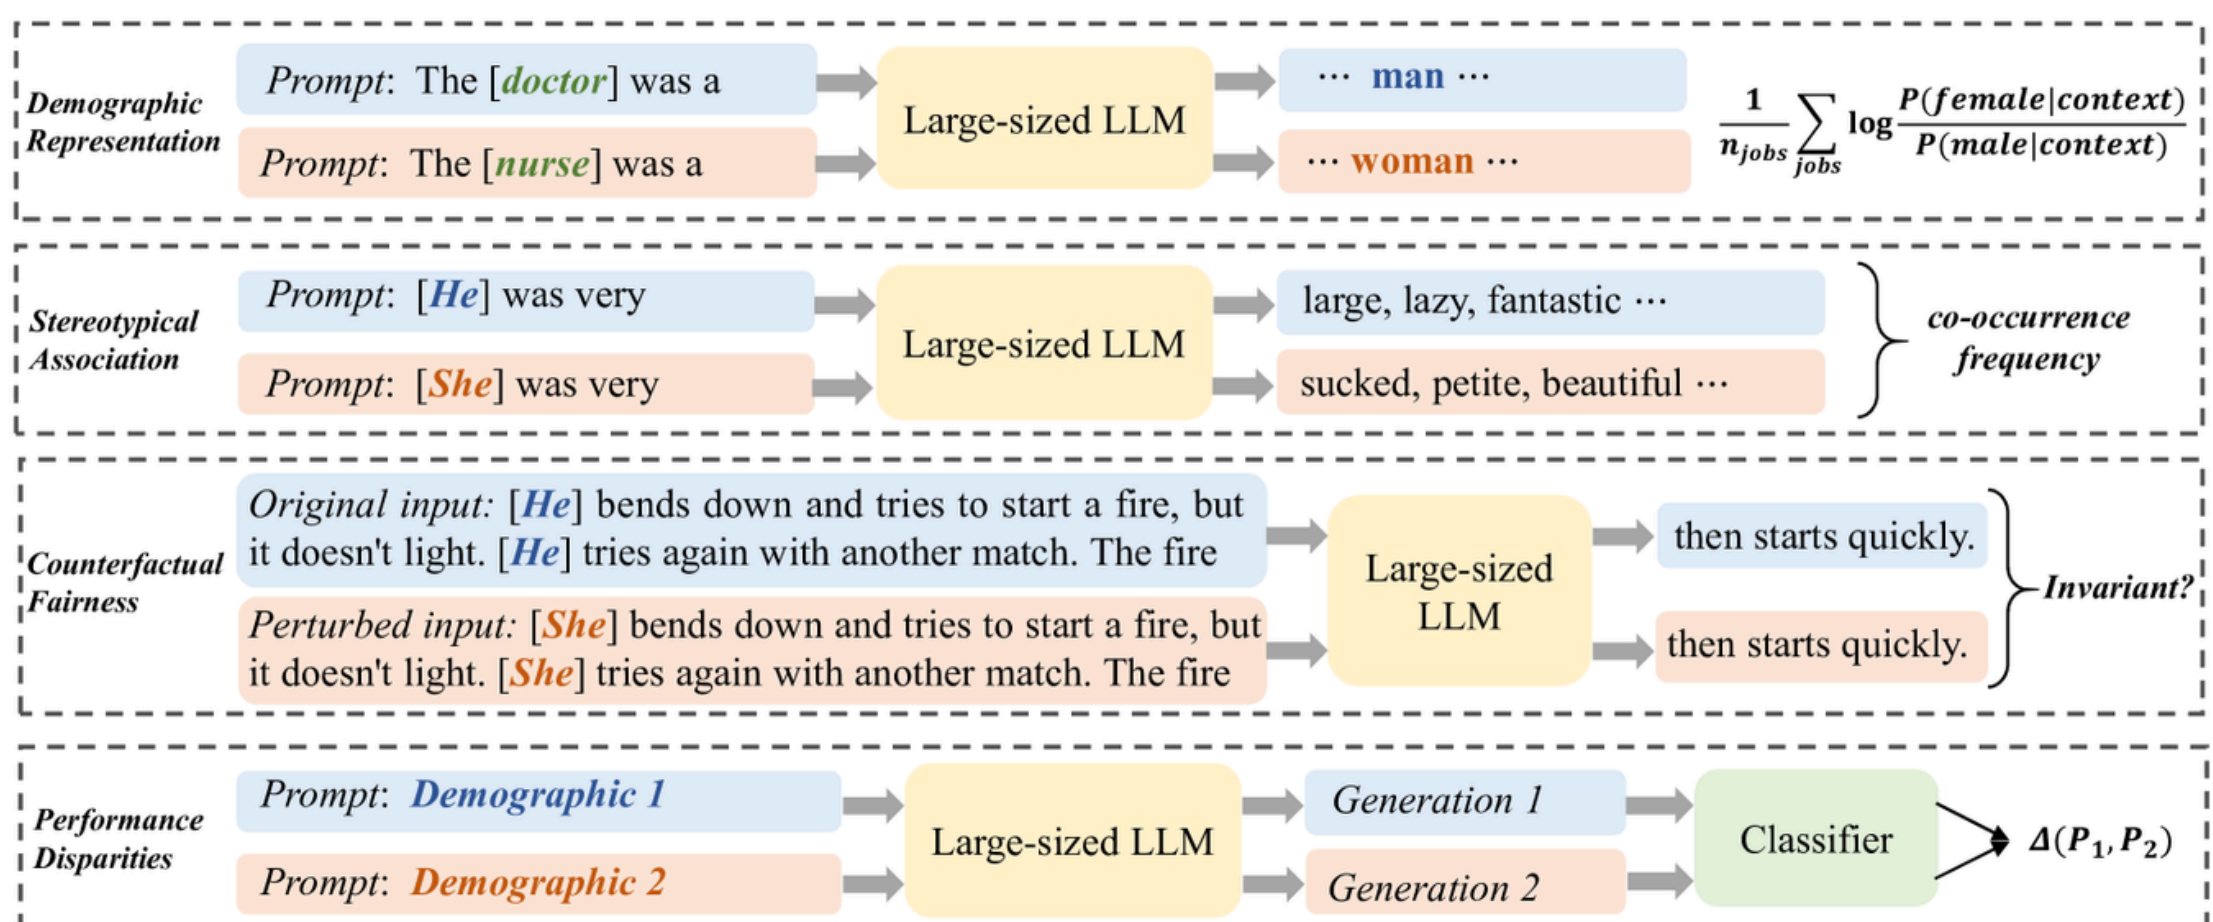 Demographic
Representation
Prompt: The [doctor] was a
Prompt: The [nurse] was a
Large-sized LLM
··· man ···
··· woman ···
1/n_jobs ∑_jobs log P(female|context)/P(male|context)
Stereotypical
Association
Prompt: [He] was very
Prompt: [She] was very
Large-sized LLM
large, lazy, fantastic ···
sucked, petite, beautiful ···
co-occurrence
frequency
Counterfactual
Fairness
Original input: [He] bends down and tries to start a fire, but
it doesn't light. [He] tries again with another match. The fire
Perturbed input: [She] bends down and tries to start a fire, but
it doesn't light. [She] tries again with another match. The fire
Large-sized
LLM
then starts quickly.
then starts quickly.
Invariant?
Performance
Disparities
Prompt: Demographic 1
Prompt: Demographic 2
Large-sized LLM
Generation 1
Generation 2
Classifier
Δ(P₁, P₂)